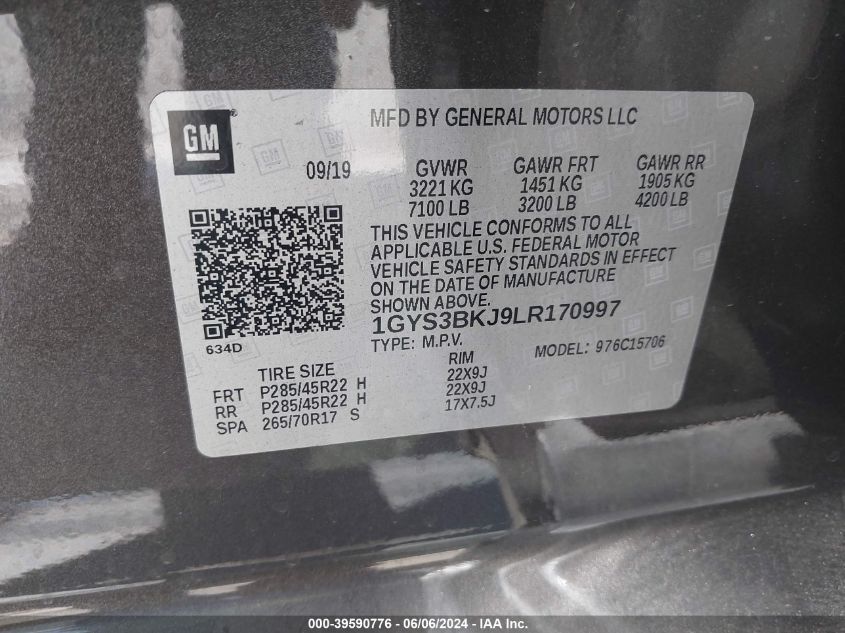 GM ®
MFD BY GENERAL MOTORS LLC
09/19 GVWR GAWR FRT GAWR RR
3221 KG 1451 KG 1905 KG
7100 LB 3200 LB 4200 LB
THIS VEHICLE CONFORMS TO ALL
APPLICABLE U.S. FEDERAL MOTOR
VEHICLE SAFETY STANDARDS IN EFFECT
ON THE DATE OF MANUFACTURE
SHOWN ABOVE.
1GYS3BKJ9LR170997
634D
TYPE: M.P.V. MODEL: 976C15706
TIRE SIZE RIM
FRT P285/45R22 H 22X9J
RR P285/45R22 H 22X9J
SPA 265/70R17 S 17X7.5J
000-39590776 - 06/06/2024 - IAA Inc.